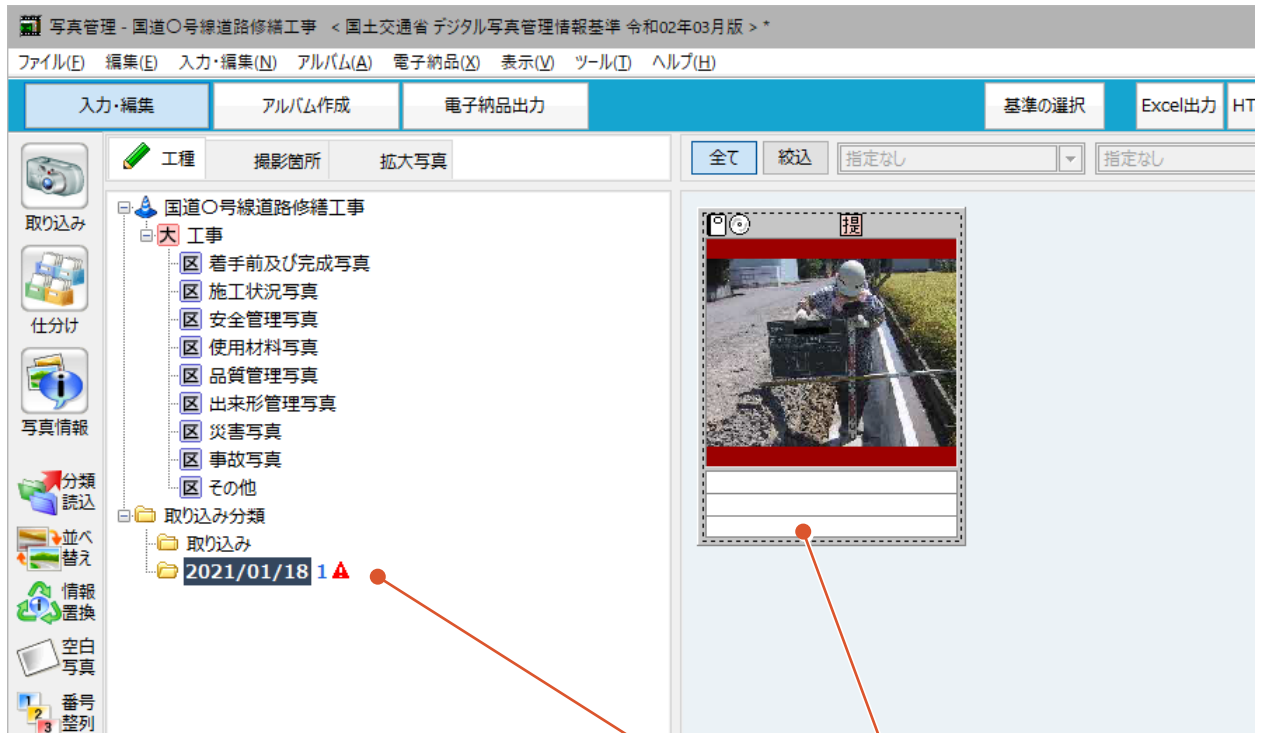 写真管理 - 国道〇号線道路修繕工事 < 国土交通省 デジタル写真管理情報基準 令和02年03月版 > *
ファイル(F) 編集(E) 入力・編集(N) アルバム(A) 電子納品(X) 表示(V) ツール(T) ヘルプ(H)
入力・編集 アルバム作成 電子納品出力 基準の選択 Excel出力 HT
工種 撮影箇所 拡大写真 全て 絞込 指定なし 指定なし
取り込み
仕分け
写真情報
分類
読込
並べ
替え
情報
置換
空白
写真
1 2 3 番号
整列
国道〇号線道路修繕工事
大 工事
区 着手前及び完成写真
区 施工状況写真
区 安全管理写真
区 使用材料写真
区 品質管理写真
区 出来形管理写真
区 災害写真
区 事故写真
区 その他
取り込み分類
取り込み
2021/01/18 1
提